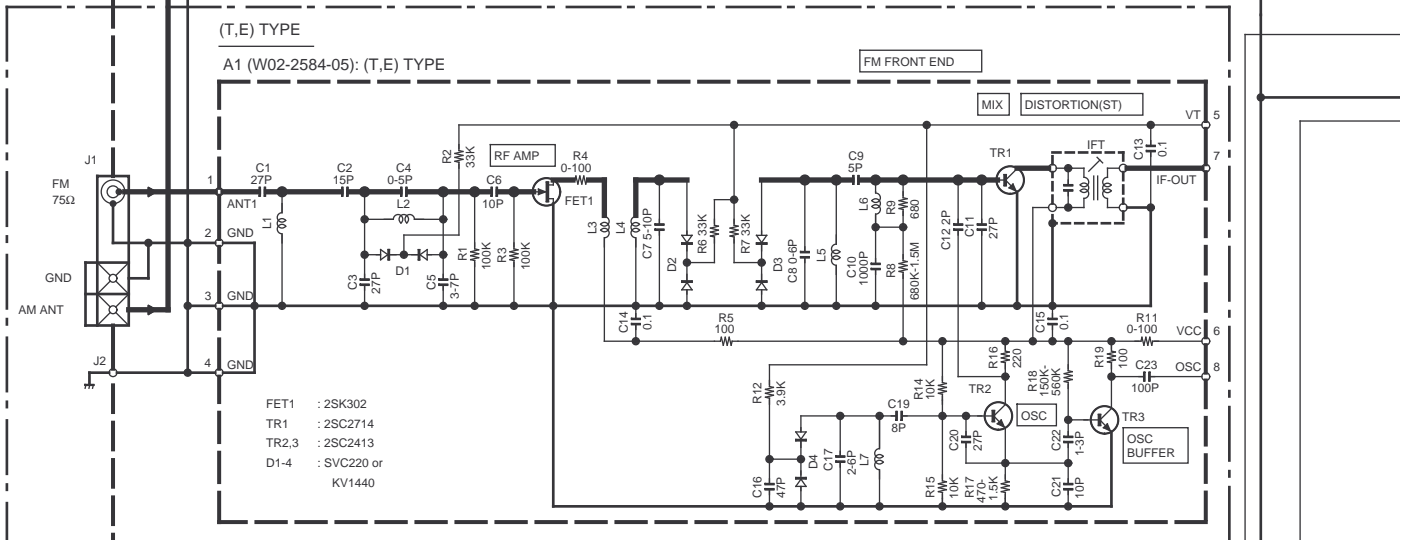 (T,E) TYPE
A1 (W02-2584-05): (T,E) TYPE
FM FRONT END
MIX
DISTORTION(ST)
VT 5
J1
FM
75Ω
1
ANT1
C1
27P
L1
C2
15P
C4
0-5P
L2
D1
C3
27P
C5
3-7P
R2
33K
R1
100K
C6
10P
R3
100K
RF AMP
R4
0-100
FET1
L3
L4
C7 5-10P
D2
R6 33K
R7 33K
D3
C8 0-6P
L5
C9
5P
L6
R9
680
C10
1000P
R8
680K-1.5M
C12 2P
C11
27P
TR1
IFT
C13
0.1
7
IF-OUT
2 GND
GND
3 GND
AM ANT
J2
4 GND
C14
0.1
R5
100
C15
0.1
R11
0-100
VCC 6
R12
3.9K
C16
47P
D4
C17
2-6P
L7
C19
8P
R14
10K
R15
10K
C20
27P
R16
220
TR2
OSC
R17
470-
1.5K
R18
150K-
560K
C22
1-3P
C21
10P
R19
100
C23
100P
OSC 8
TR3
OSC
BUFFER
FET1 : 2SK302
TR1 : 2SC2714
TR2,3 : 2SC2413
D1-4 : SVC220 or
KV1440